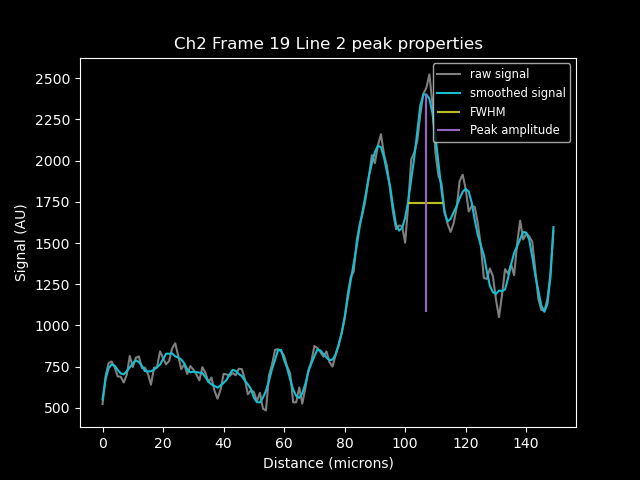 Ch2 Frame 19 Line 2 peak properties
raw signal
smoothed signal
FWHM
Peak amplitude
Signal (AU)
2500
2250
2000
1750
1500
1250
1000
750
500
0 20 40 60 80 100 120 140
Distance (microns)